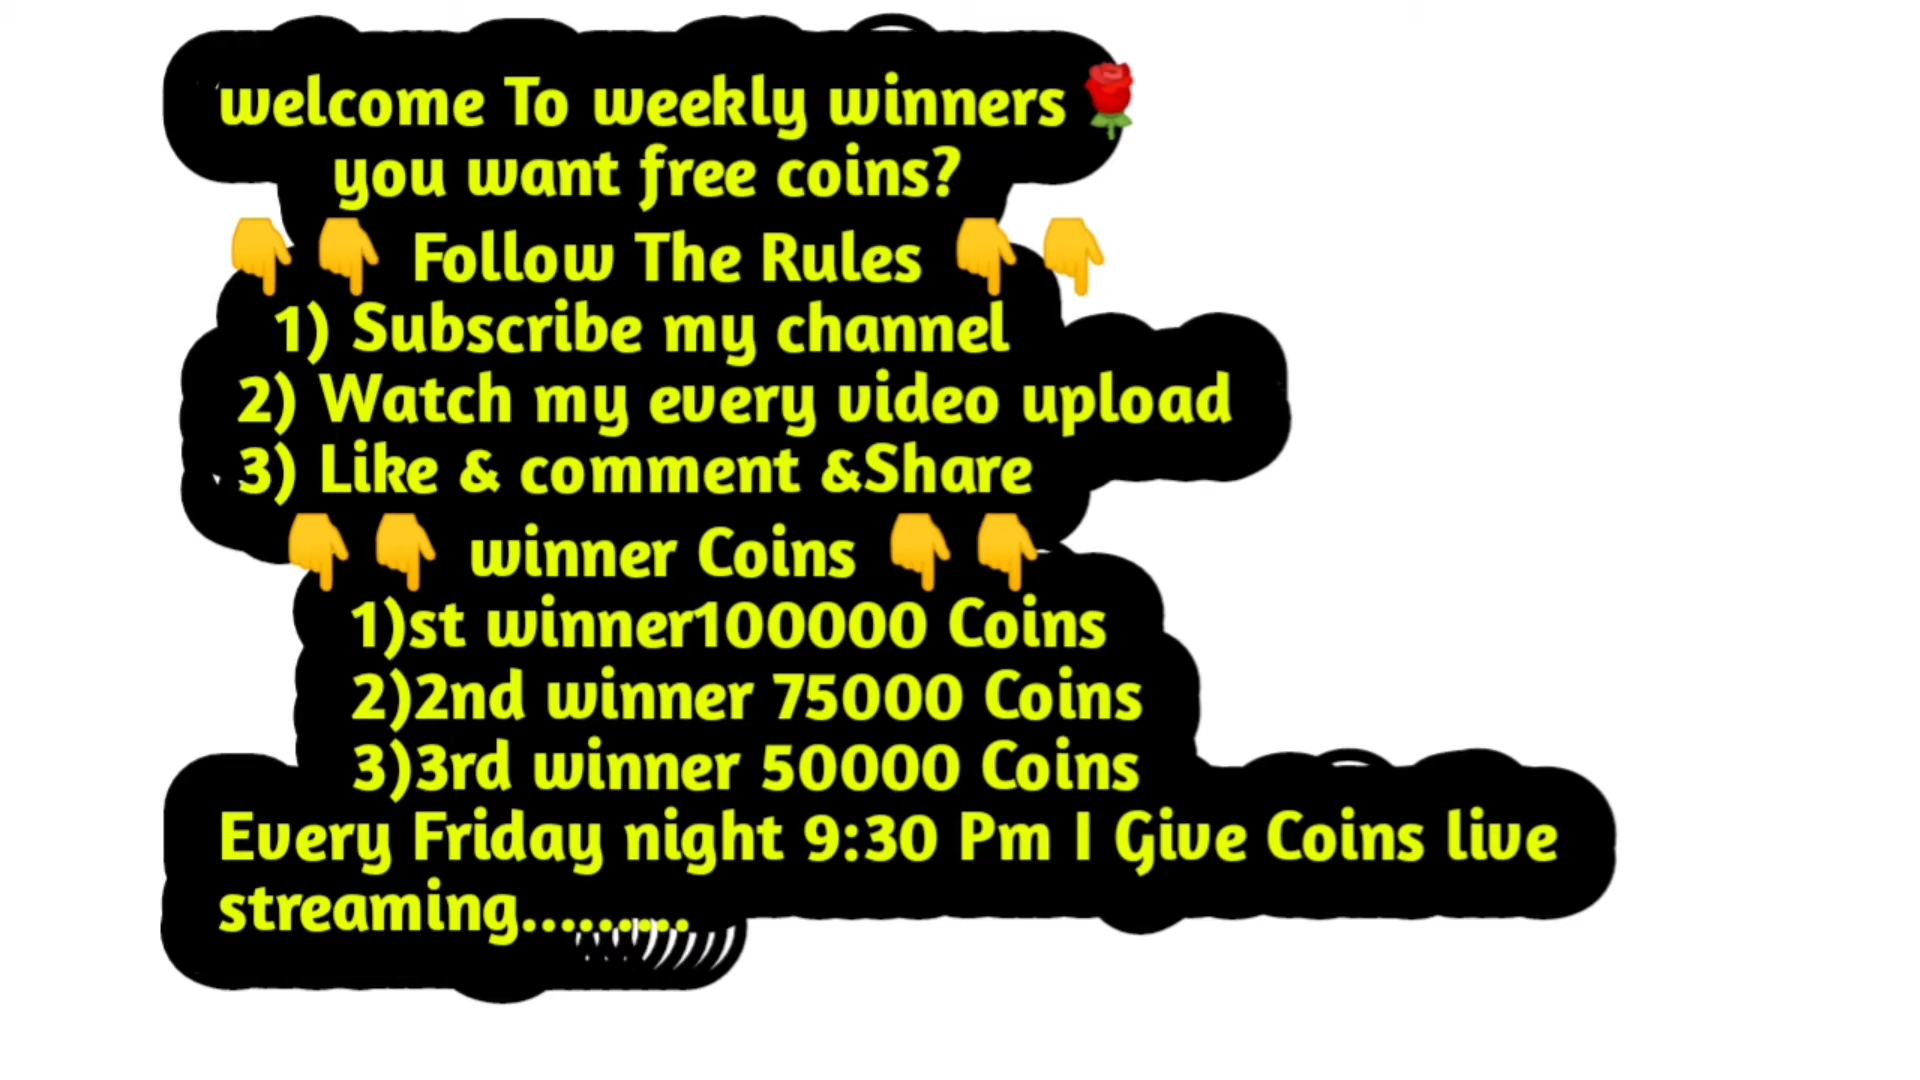 welcome To weekly winners🌹
you want free coins?
👇👇 Follow The Rules 👇👇
1) Subscribe my channel
2) Watch my every video upload
3) Like & comment &Share
👇👇 winner Coins 👇👇
1)st winner100000 Coins
2)2nd winner 75000 Coins
3)3rd winner 50000 Coins
Every Friday night 9:30 Pm I Give Coins live
streaming.........